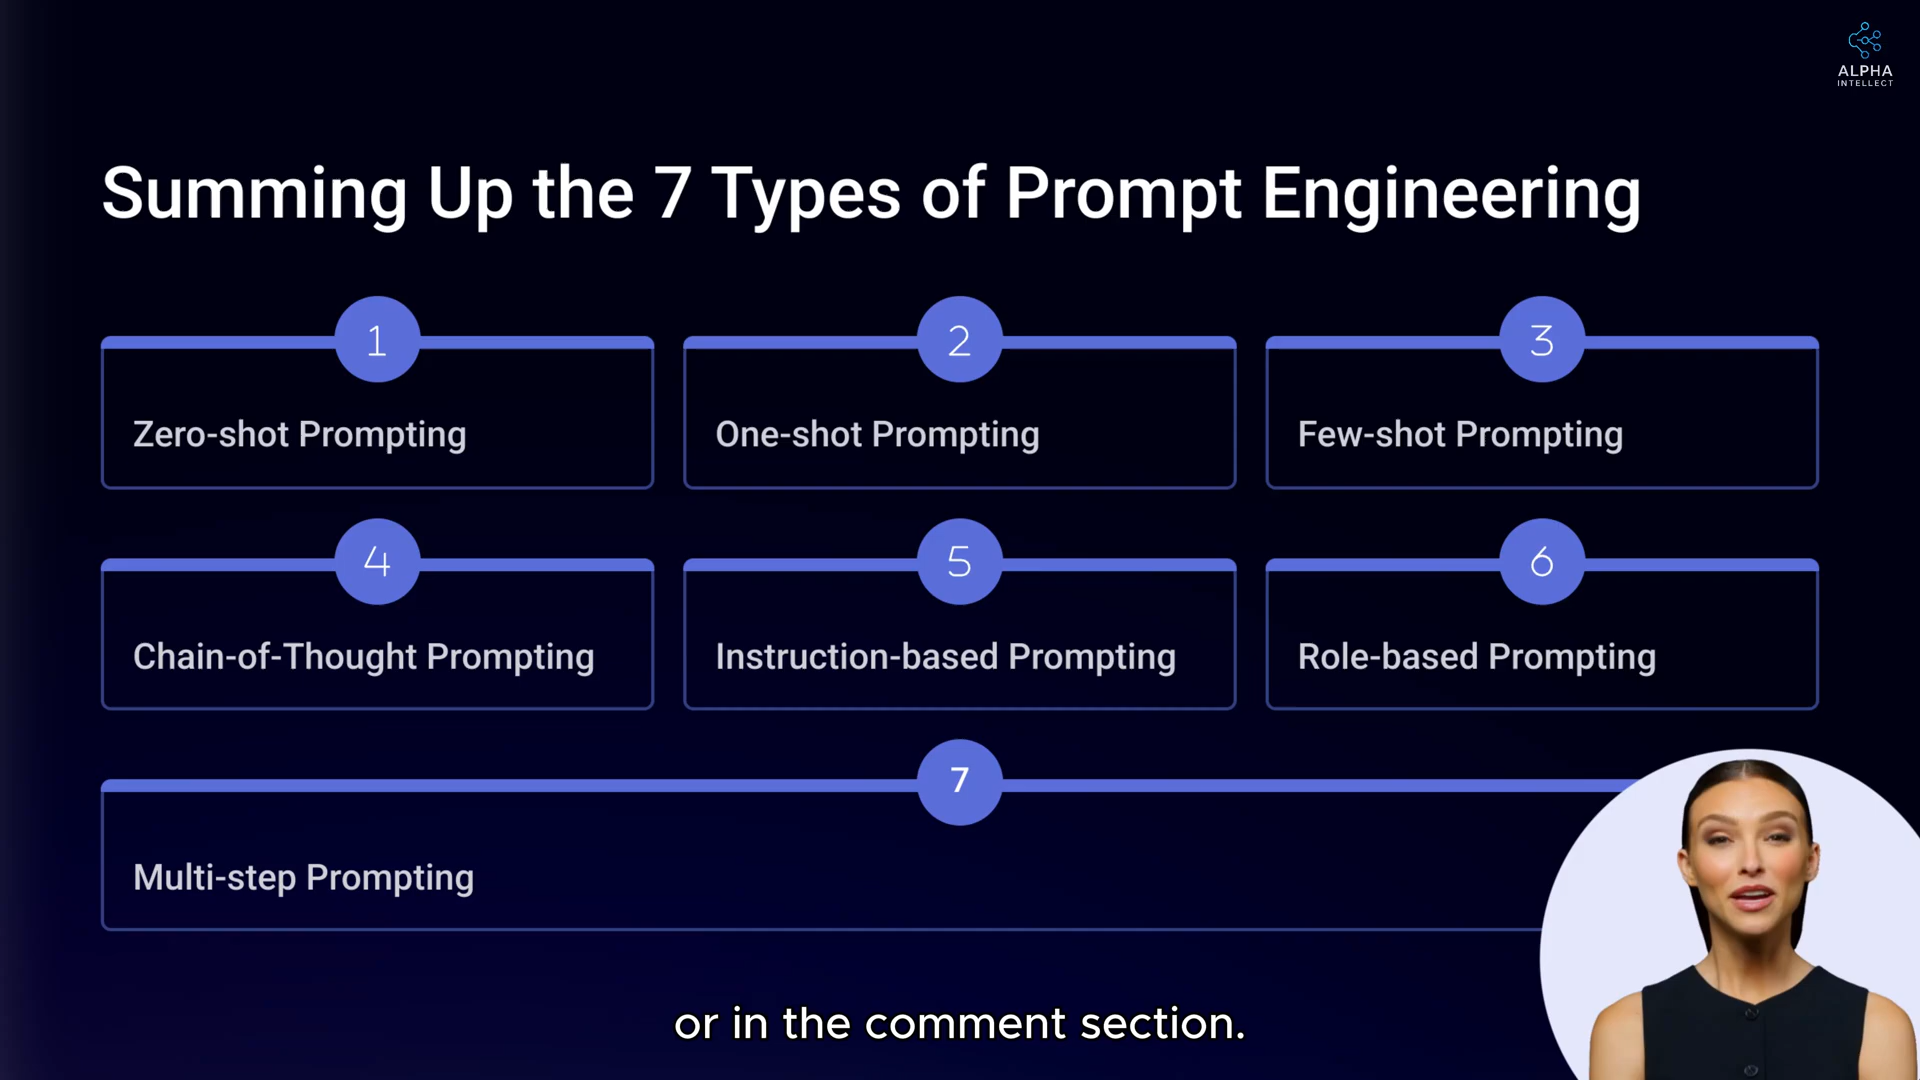 ALPHA
INTELLECT
Summing Up the 7 Types of Prompt Engineering
1
2
3
Zero-shot Prompting
One-shot Prompting
Few-shot Prompting
4
5
6
Chain-of-Thought Prompting
Instruction-based Prompting
Role-based Prompting
7
Multi-step Prompting
or in the comment section.